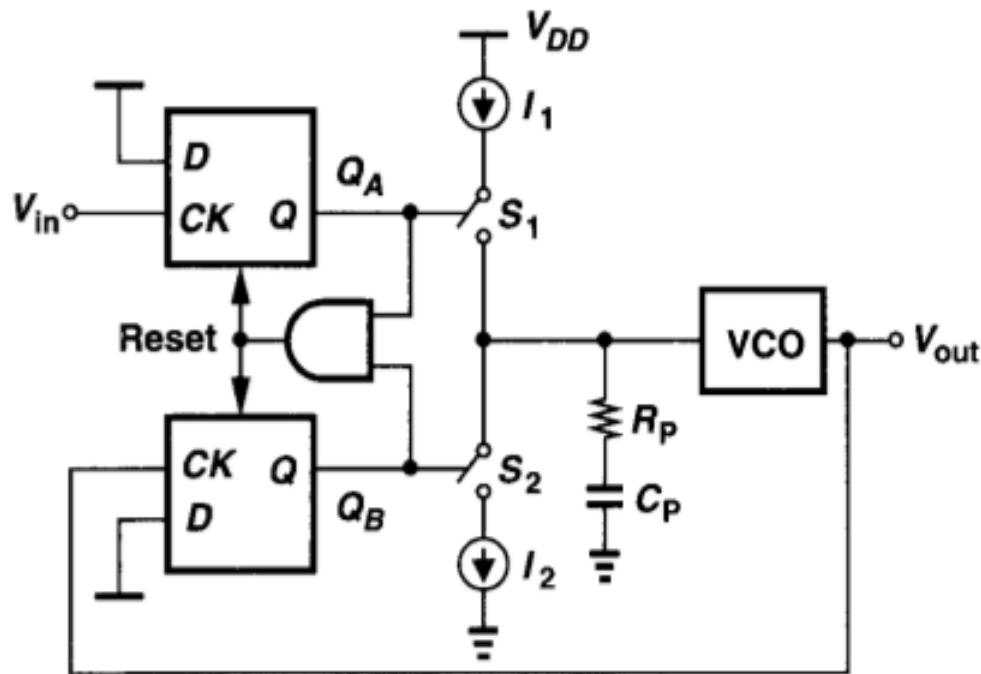 V_DD
I_1
D
Q_A
V_in
CK
Q
S_1
Reset
VCO
V_out
R_P
CK
Q
S_2
C_P
D
Q_B
I_2